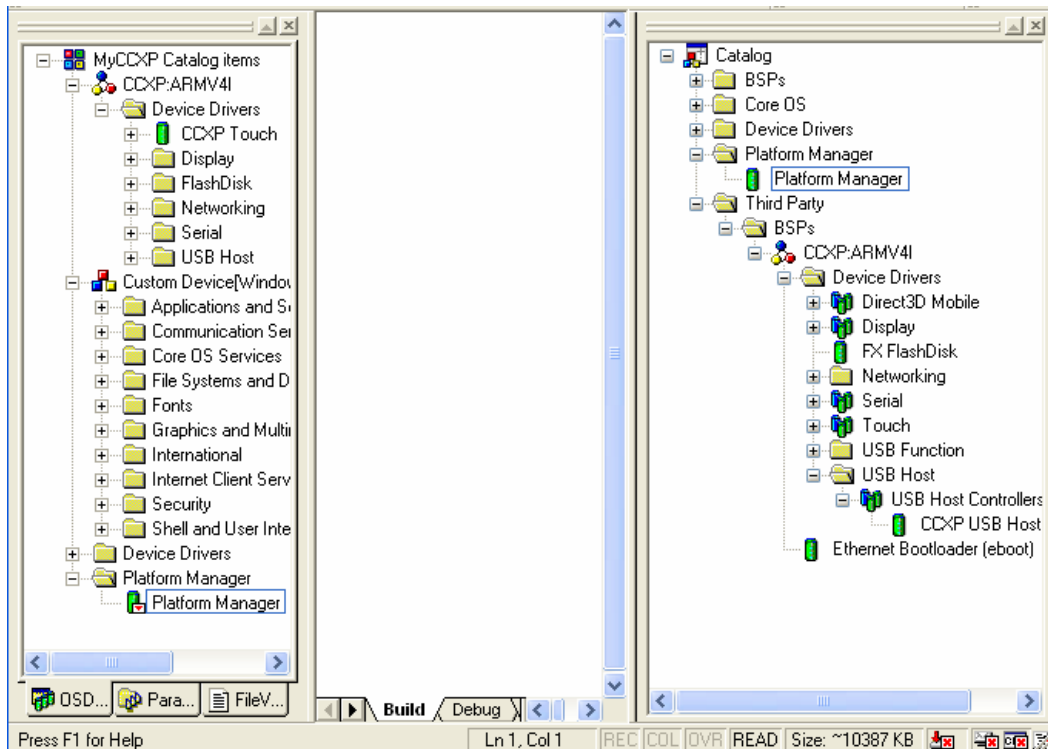 MyCCXP Catalog items
CCXP:ARMV4I
Device Drivers
CCXP Touch
Display
FlashDisk
Networking
Serial
USB Host
Custom Device[Window
Applications and S
Communication Ser
Core OS Services
File Systems and D
Fonts
Graphics and Multi
International
Internet Client Serv
Security
Shell and User Inte
Device Drivers
Platform Manager
Platform Manager
OSD... Para... FileV...
Build Debug
Catalog
BSPs
Core OS
Device Drivers
Platform Manager
Platform Manager
Third Party
BSPs
CCXP:ARMV4I
Device Drivers
Direct3D Mobile
Display
FX FlashDisk
Networking
Serial
Touch
USB Function
USB Host
USB Host Controllers
CCXP USB Host
Ethernet Bootloader (eboot)
Press F1 for Help Ln 1, Col 1 REC COL OVR READ Size: ~10387 KB